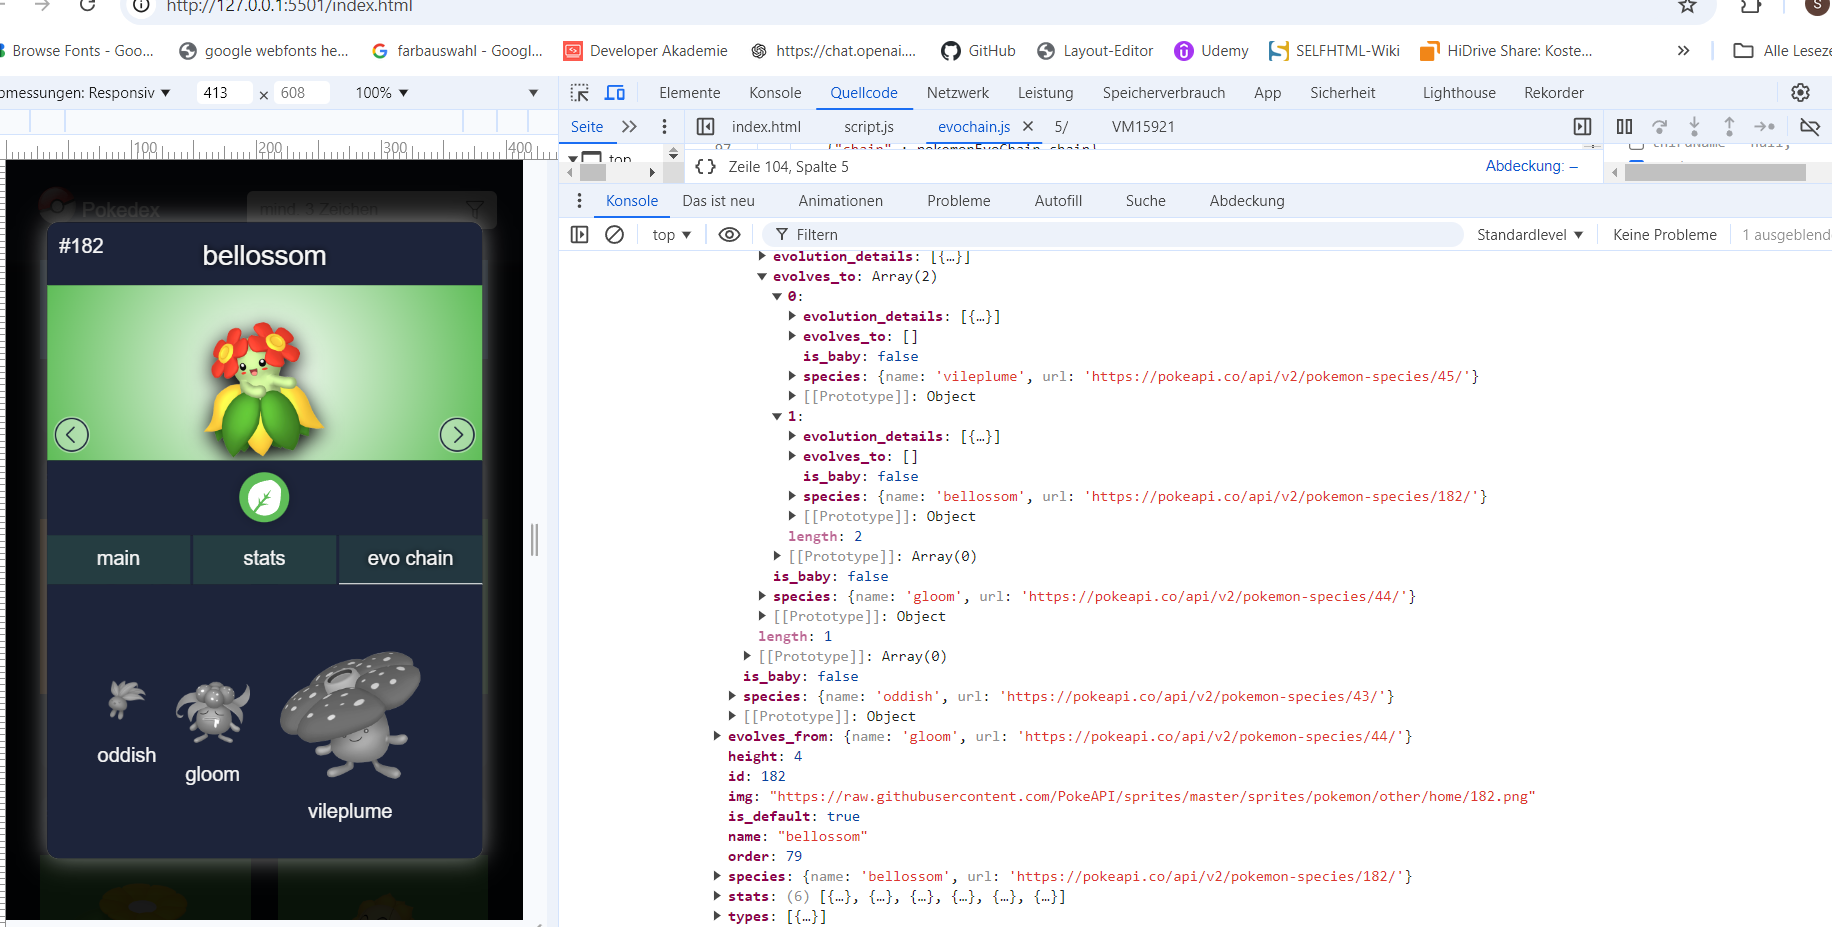 http://127.0.0.1:5501/index.html
Browse Fonts - Goo...
google webfonts he...
farbauswahl - Googl...
Developer Akademie
https://chat.openai....
GitHub
Layout-Editor
Udemy
SELFHTML-Wiki
HiDrive Share: Koste...
»
Alle Leseze
bmessungen: Responsiv ▼ 413 × 608 100% ▼ ▼
Elemente Konsole Quellcode Netzwerk Leistung Speicherverbrauch App Sicherheit Lighthouse Rekorder
Seite » index.html script.js evochain.js × 5/ VM15921
top
97 {"chain" : pokemonEvoChain.chain}
{} Zeile 104, Spalte 5 Abdeckung: –
Konsole Das ist neu Animationen Probleme Autofill Suche Abdeckung
top ▼ Filtern Standardlevel ▼ Keine Probleme 1 ausgeblend
100 200 300 400
Pokedex mind. 3 Zeichen
#182 bellossom
main stats evo chain
oddish
gloom
vileplume
evolution_details: [{…}]
evolves_to: Array(2)
0:
evolution_details: [{…}]
evolves_to: []
is_baby: false
species: {name: 'vileplume', url: 'https://pokeapi.co/api/v2/pokemon-species/45/'}
[[Prototype]]: Object
1:
evolution_details: [{…}]
evolves_to: []
is_baby: false
species: {name: 'bellossom', url: 'https://pokeapi.co/api/v2/pokemon-species/182/'}
[[Prototype]]: Object
length: 2
[[Prototype]]: Array(0)
is_baby: false
species: {name: 'gloom', url: 'https://pokeapi.co/api/v2/pokemon-species/44/'}
[[Prototype]]: Object
length: 1
[[Prototype]]: Array(0)
is_baby: false
species: {name: 'oddish', url: 'https://pokeapi.co/api/v2/pokemon-species/43/'}
[[Prototype]]: Object
evolves_from: {name: 'gloom', url: 'https://pokeapi.co/api/v2/pokemon-species/44/'}
height: 4
id: 182
img: "https://raw.githubusercontent.com/PokeAPI/sprites/master/sprites/pokemon/other/home/182.png"
is_default: true
name: "bellossom"
order: 79
species: {name: 'bellossom', url: 'https://pokeapi.co/api/v2/pokemon-species/182/'}
stats: (6) [{…}, {…}, {…}, {…}, {…}, {…}]
types: [{…}]